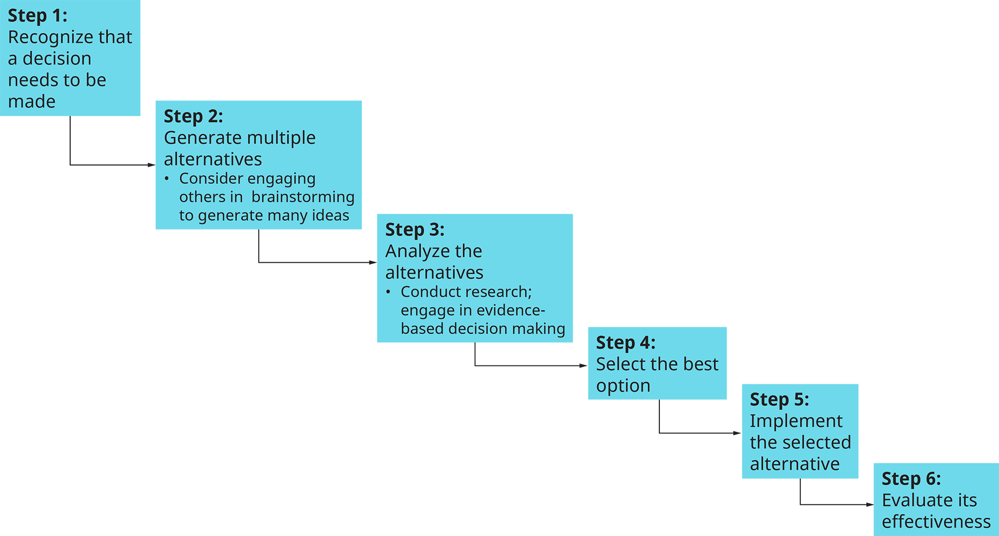 Step 1:
Recognize that
a decision
needs to be
made
Step 2:
Generate multiple
alternatives
• Consider engaging
others in  brainstorming
to generate many ideas
Step 3:
Analyze the
alternatives
• Conduct research;
engage in evidence-
based decision making
Step 4:
Select the best
option
Step 5:
Implement
the selected
alternative
Step 6:
Evaluate its
effectiveness